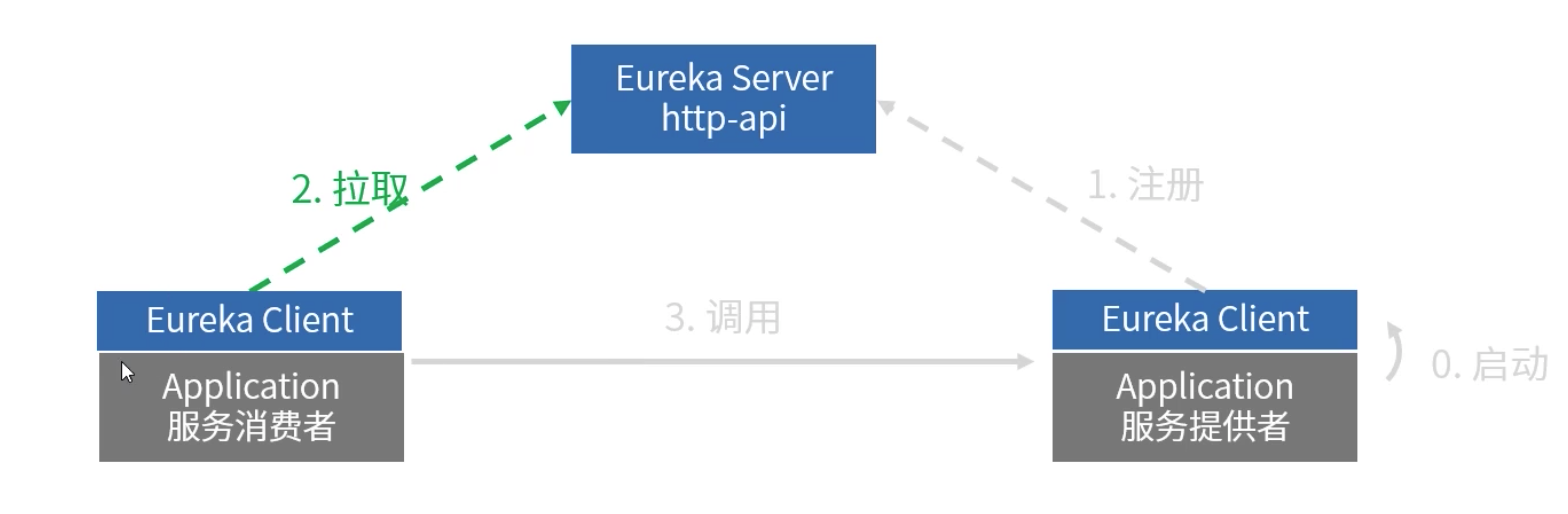 Eureka Server
http-api
2. 拉取
1. 注册
Eureka Client
3. 调用
Eureka Client
Application
服务消费者
Application
服务提供者
0. 启动